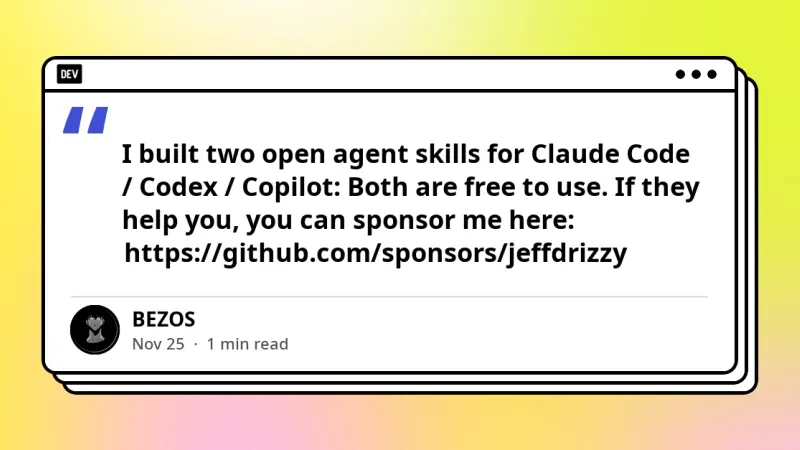 DEV
I built two open agent skills for Claude Code
/ Codex / Copilot: Both are free to use. If they
help you, you can sponsor me here:
https://github.com/sponsors/jeffdrizzy
BEZOS
Nov 25 · 1 min read